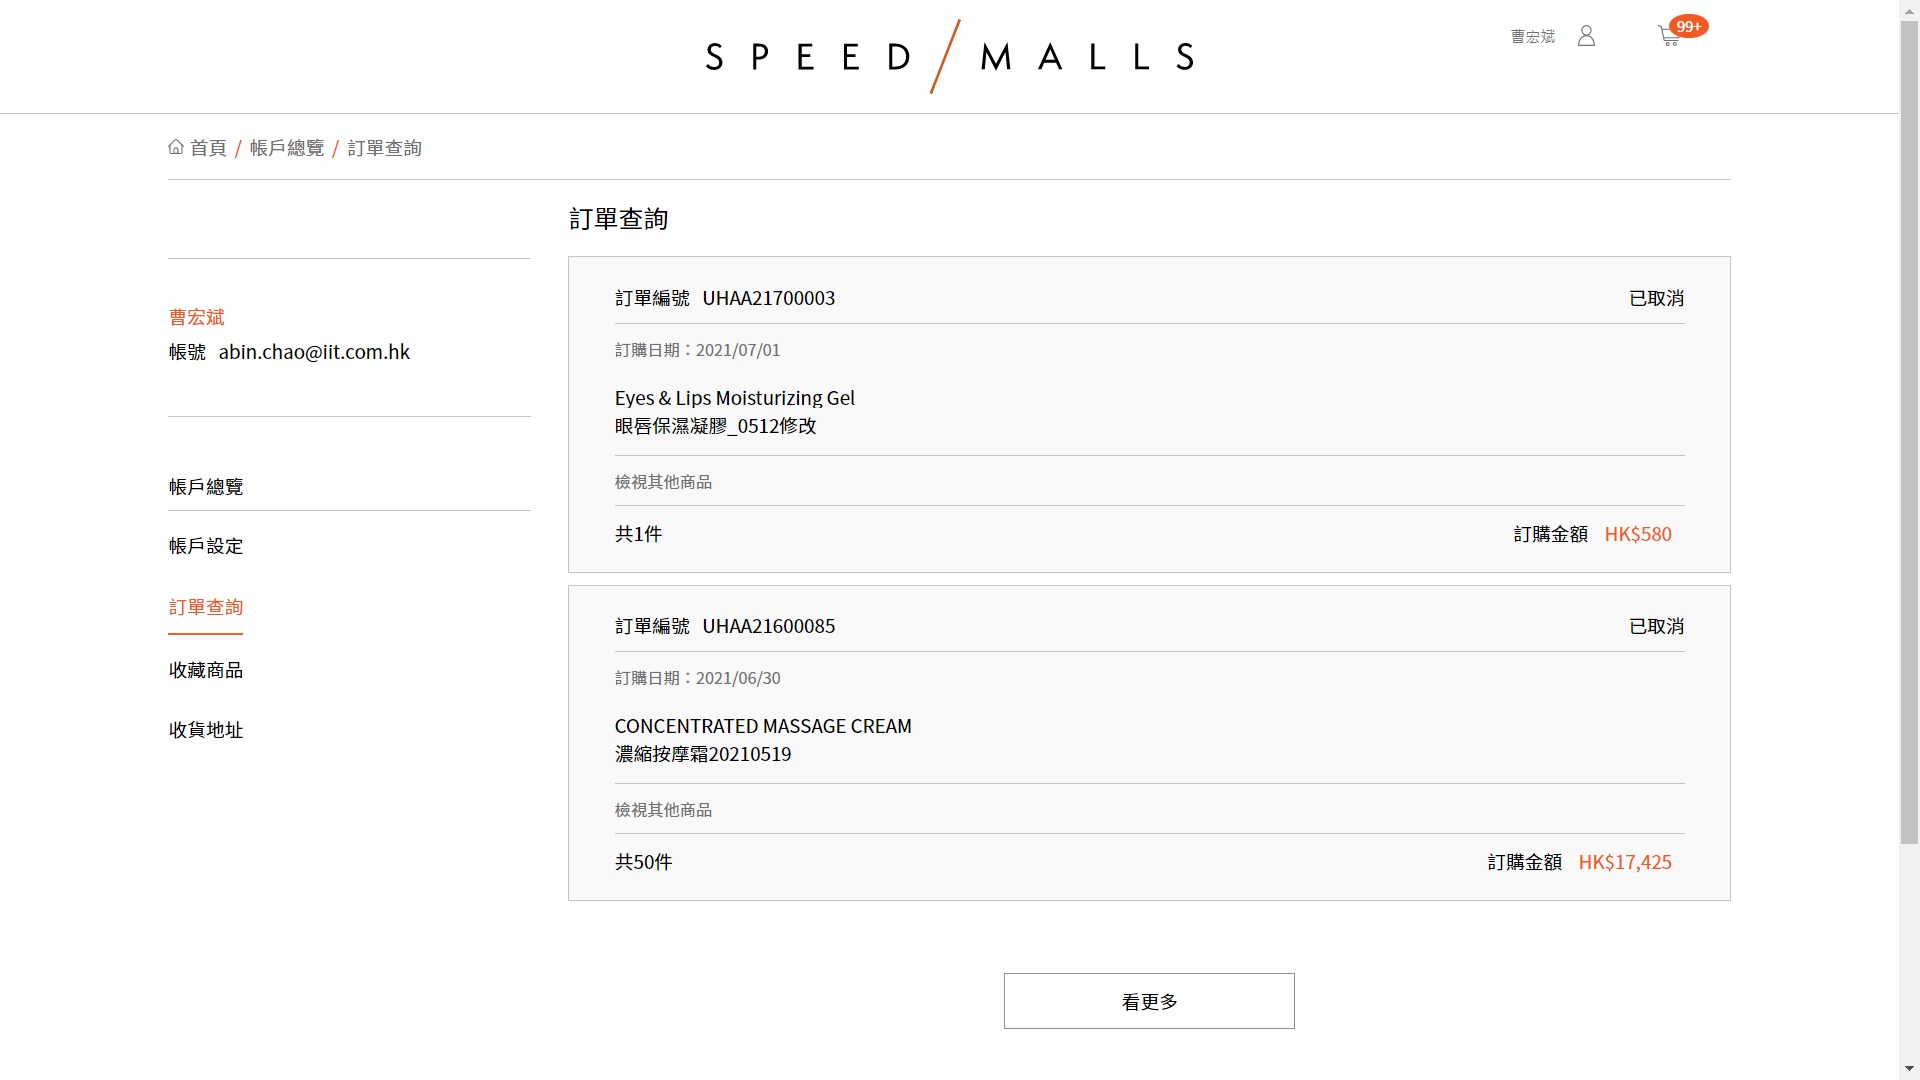 SPEED/MALLS
曹宏斌
99+
首頁 / 帳戶總覽 / 訂單查詢
曹宏斌
帳號 abin.chao@iit.com.hk
帳戶總覽
帳戶設定
訂單查詢
收藏商品
收貨地址
訂單查詢
訂單編號 UHAA21700003 已取消
訂購日期：2021/07/01
Eyes & Lips Moisturizing Gel
眼唇保濕凝膠_0512修改
檢視其他商品
共1件 訂購金額 HK$580
訂單編號 UHAA21600085 已取消
訂購日期：2021/06/30
CONCENTRATED MASSAGE CREAM
濃縮按摩霜20210519
檢視其他商品
共50件 訂購金額 HK$17,425
看更多